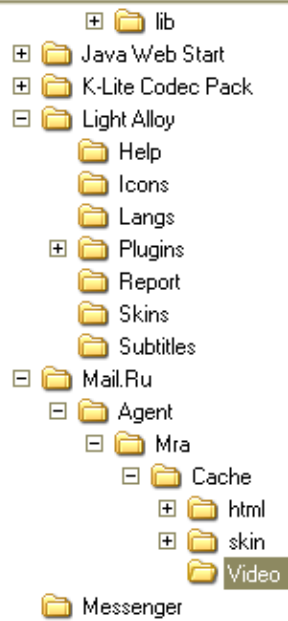 lib
Java Web Start
K-Lite Codec Pack
Light Alloy
Help
Icons
Langs
Plugins
Report
Skins
Subtitles
Mail.Ru
Agent
Mra
Cache
html
skin
Video
Messenger